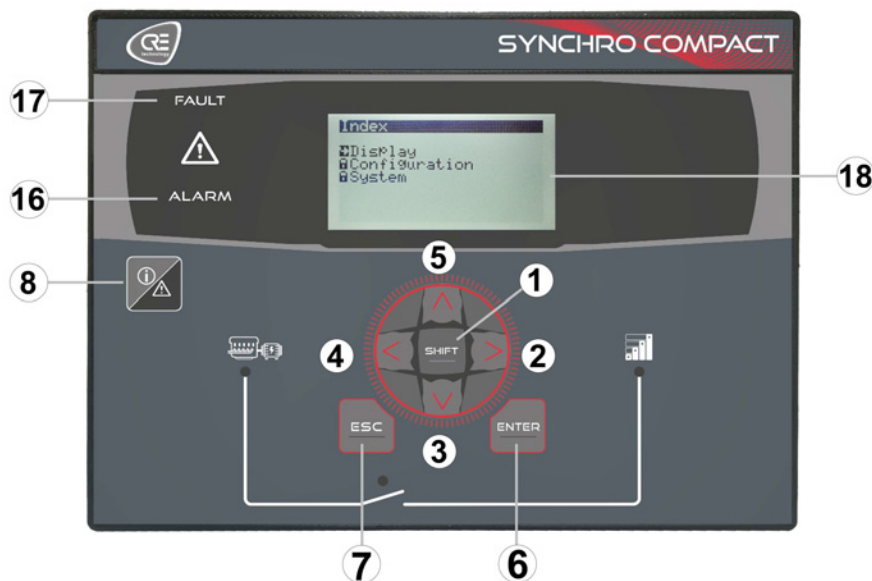 CRE
technology
SYNCHRO COMPACT
17
FAULT
Index
Display
Configuration
System
18
16
ALARM
8
5
1
SHIFT
4
2
ESC
ENTER
3
7
6